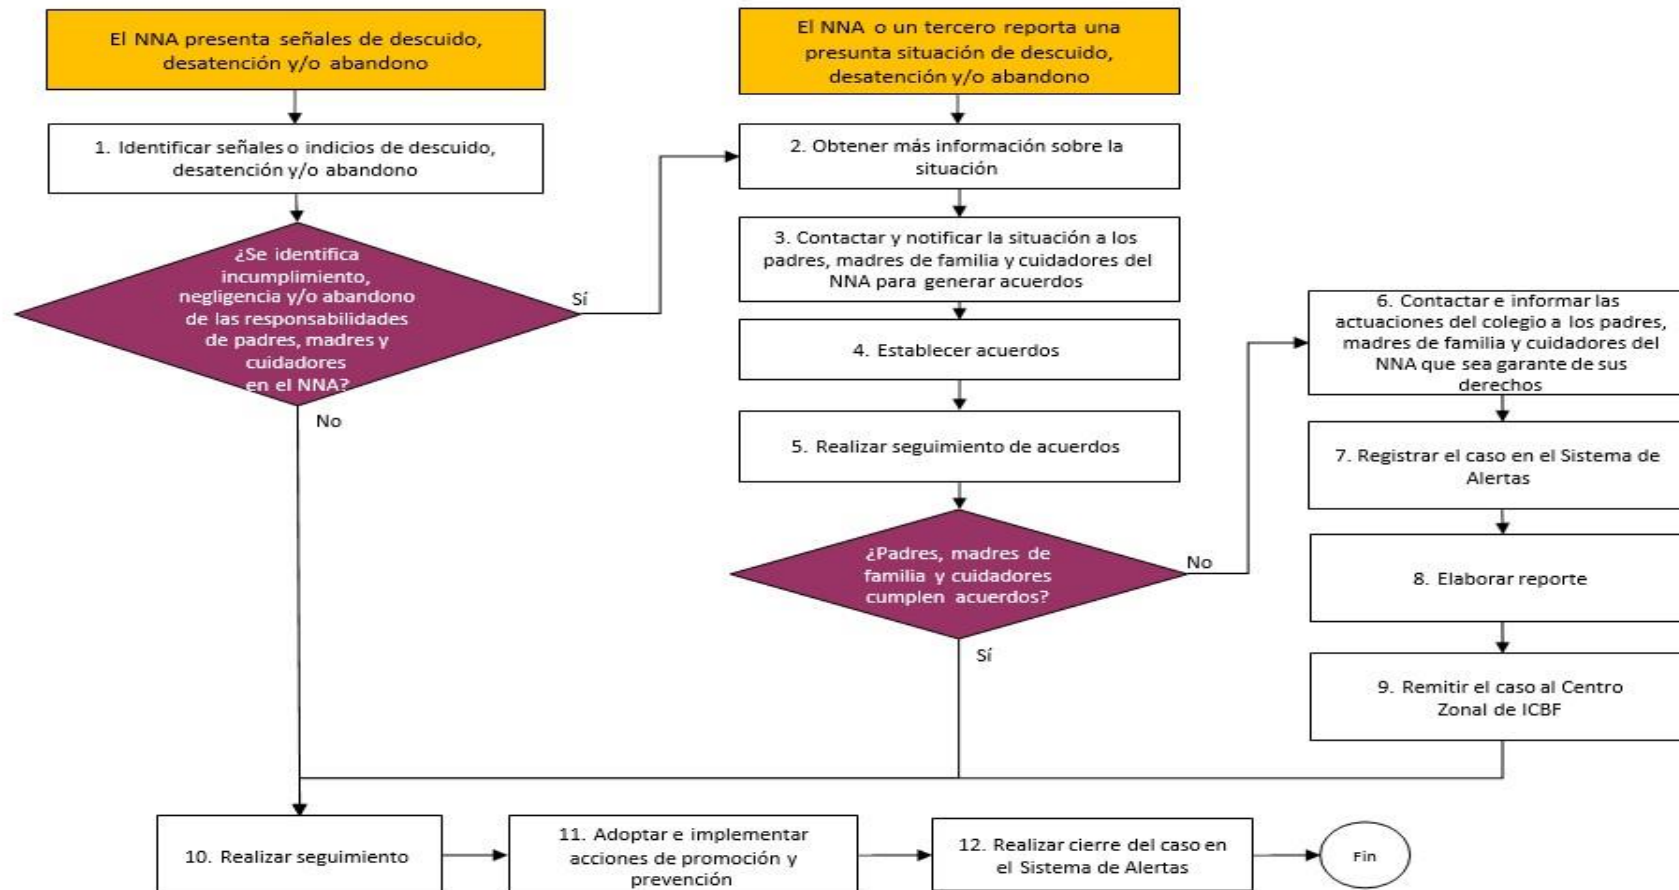 El NNA presenta señales de descuido,
desatención y/o abandono
El NNA o un tercero reporta una
presunta situación de descuido,
desatención y/o abandono
1. Identificar señales o indicios de descuido,
desatención y/o abandono
2. Obtener más información sobre la
situación
¿Se identifica
incumplimiento,
negligencia y/o abandono
de las responsabilidades
de padres, madres y
cuidadores
en el NNA?
Sí
No
3. Contactar y notificar la situación a los
padres, madres de familia y cuidadores del
NNA para generar acuerdos
4. Establecer acuerdos
5. Realizar seguimiento de acuerdos
¿Padres, madres de
familia y cuidadores
cumplen acuerdos?
No
Sí
6. Contactar e informar las
actuaciones del colegio a los padres,
madres de familia y cuidadores del
NNA que sea garante de sus
derechos
7. Registrar el caso en el Sistema de
Alertas
8. Elaborar reporte
9. Remitir el caso al Centro
Zonal de ICBF
10. Realizar seguimiento
11. Adoptar e implementar
acciones de promoción y
prevención
12. Realizar cierre del caso en
el Sistema de Alertas
Fin